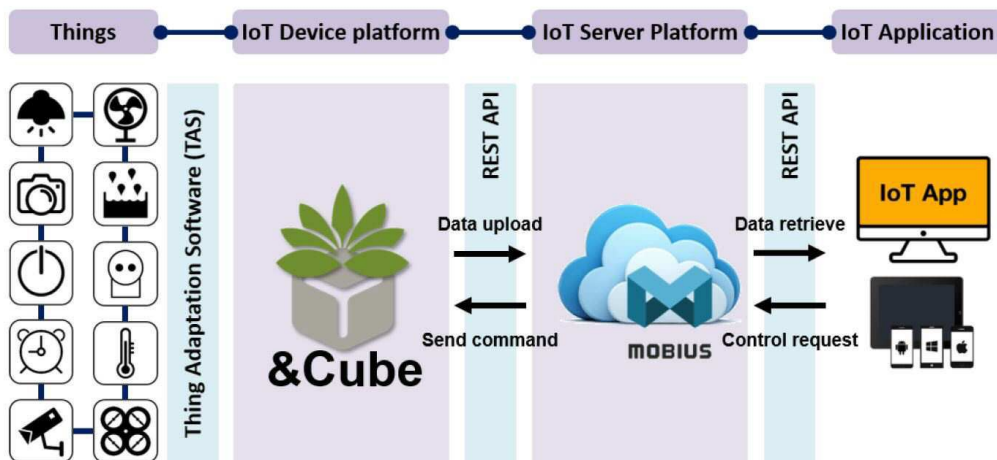 Things
IoT Device platform
IoT Server Platform
IoT Application
Thing Adaptation Software (TAS)
REST API
REST API
IoT App
Data upload
Data retrieve
Send command
Control request
&Cube
MOBIUS